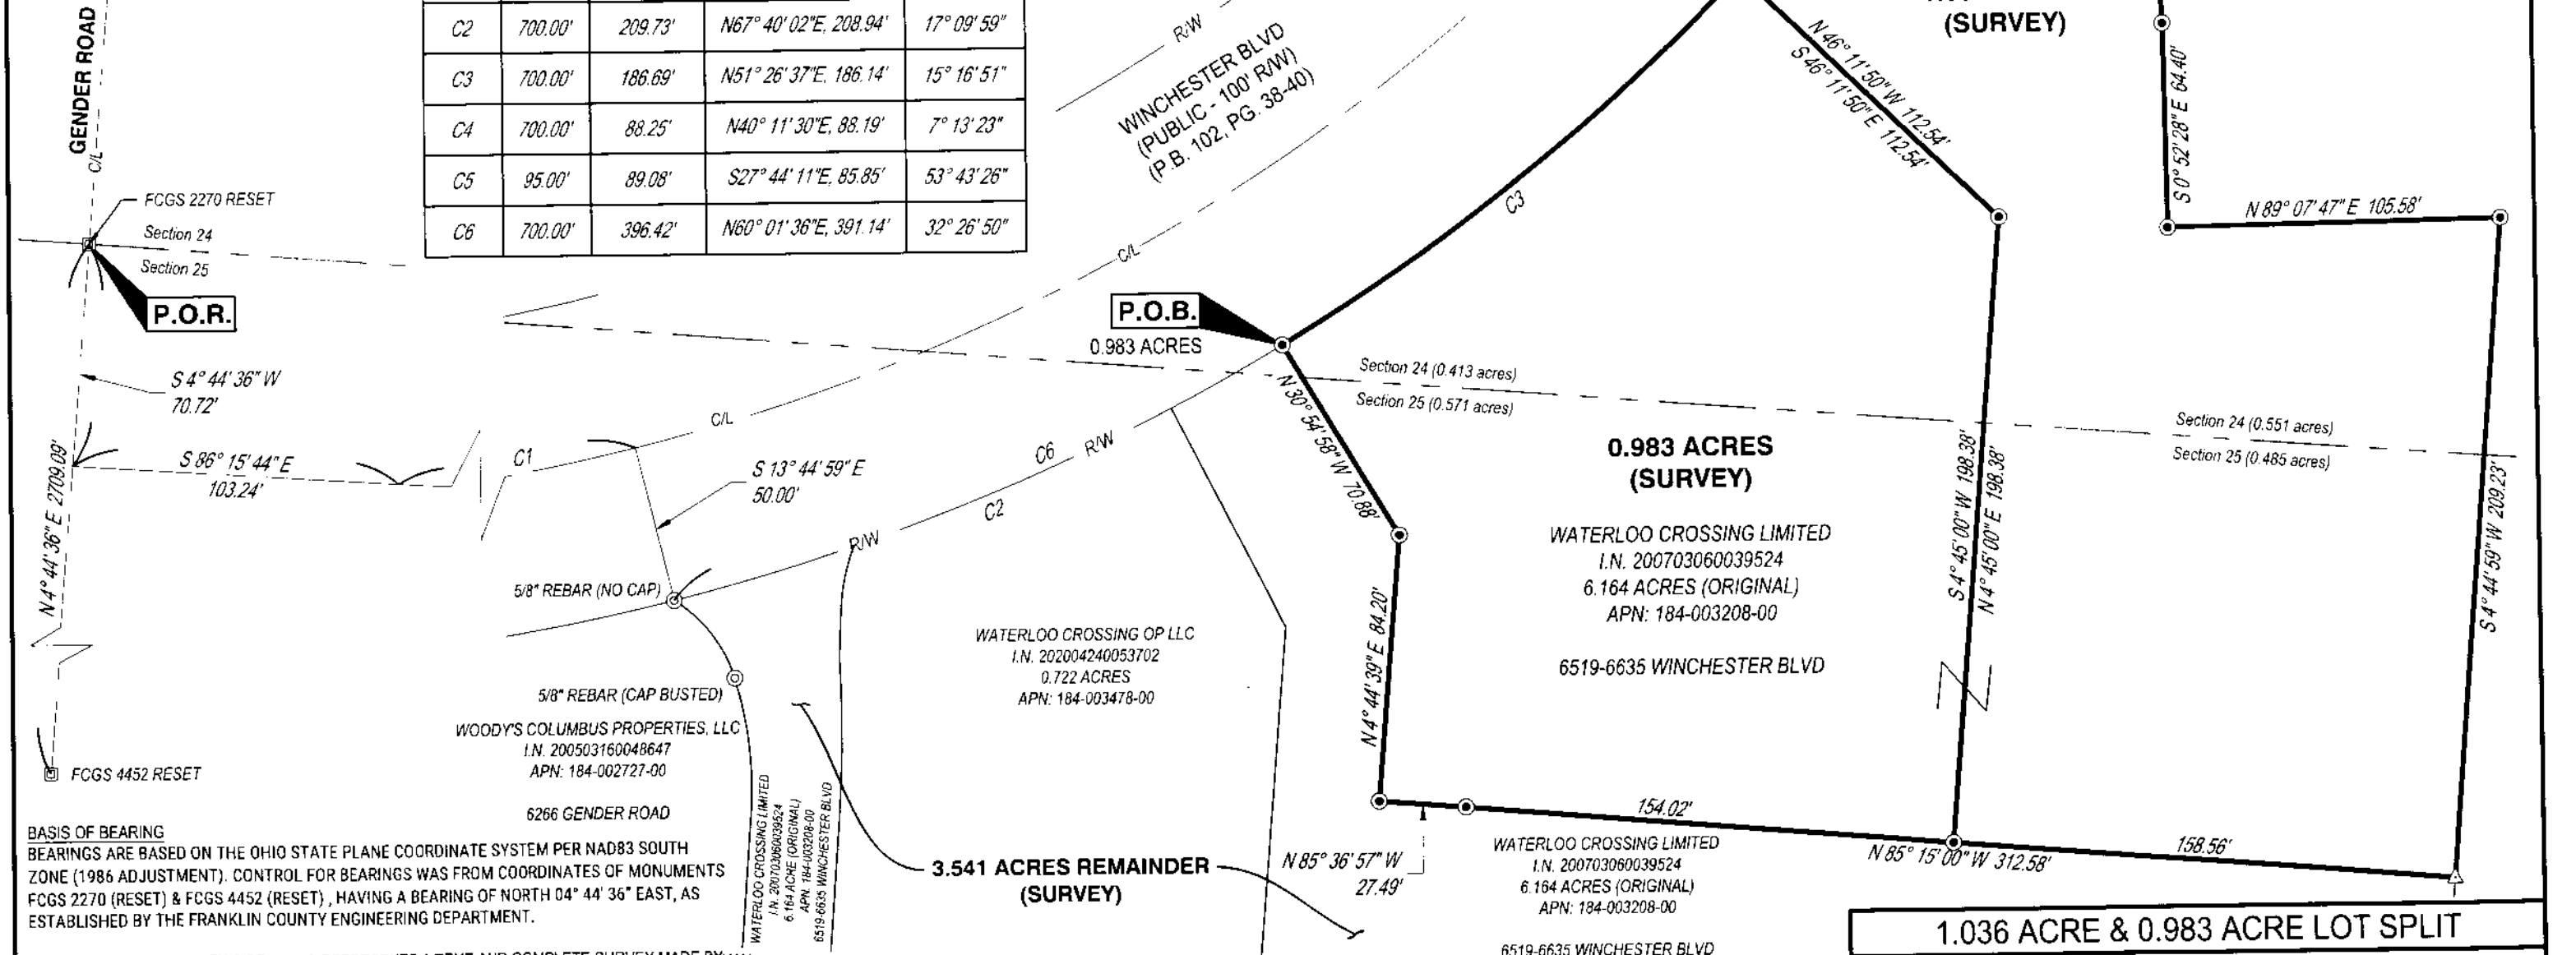 GENDER ROAD
C/L
FCGS 2270 RESET
Section 24
Section 25
P.O.R.
S 4° 44' 36" W
70.72'
S 86° 15' 44" E
103.24'
N 4° 44' 36" E 2709.09'
FCGS 4452 RESET
C2 700.00' 209.73' N67° 40' 02"E, 208.94' 17° 09' 59"
C3 700.00' 186.69' N51° 26' 37"E, 186.14' 15° 16' 51"
C4 700.00' 88.25' N40° 11' 30"E, 88.19' 7° 13' 23"
C5 95.00' 89.08' S27° 44' 11"E, 85.85' 53° 43' 26"
C6 700.00' 396.42' N60° 01' 36"E, 391.14' 32° 26' 50"
R/W
WINCHESTER BLVD
(PUBLIC - 100' R/W)
(P.B. 102, PG. 38-40)
C/L
P.O.B.
0.983 ACRES
C/L
C1
S 13° 44' 59" E
50.00'
C6
R/W
C2
R/W
5/8" REBAR (NO CAP)
5/8" REBAR (CAP BUSTED)
WOODY'S COLUMBUS PROPERTIES, LLC
I.N. 200503160048647
APN: 184-002727-00
6266 GENDER ROAD
WATERLOO CROSSING LIMITED
I.N. 200703060039524
6.164 ACRE (ORIGINAL)
APN: 184-003208-00
6519-6635 WINCHESTER BLVD
WATERLOO CROSSING OP LLC
I.N. 202004240053702
0.722 ACRES
APN: 184-003478-00
3.541 ACRES REMAINDER
(SURVEY)
C3
N 46° 11' 50" W 112.54'
S 46° 11' 50" E 112.54'
(SURVEY)
S 0° 52' 28" E 64.40'
N 89° 07' 47" E 105.58'
Section 24 (0.413 acres)
Section 25 (0.571 acres)
Section 24 (0.551 acres)
Section 25 (0.485 acres)
N 30° 54' 58" W 70.88'
N 4° 44' 39" E 84.20'
0.983 ACRES
(SURVEY)
WATERLOO CROSSING LIMITED
I.N. 200703060039524
6.164 ACRES (ORIGINAL)
APN: 184-003208-00
6519-6635 WINCHESTER BLVD
S 4° 45' 00" W 198.38'
N 4° 45' 00" E 198.38'
S 4° 44' 59" W 209.23'
154.02'
N 85° 15' 00" W 312.58'
158.56'
N 85° 36' 57" W
27.49'
WATERLOO CROSSING LIMITED
I.N. 200703060039524
6.164 ACRES (ORIGINAL)
APN: 184-003208-00
6519-6635 WINCHESTER BLVD
BASIS OF BEARING
BEARINGS ARE BASED ON THE OHIO STATE PLANE COORDINATE SYSTEM PER NAD83 SOUTH
ZONE (1986 ADJUSTMENT). CONTROL FOR BEARINGS WAS FROM COORDINATES OF MONUMENTS
FCGS 2270 (RESET) & FCGS 4452 (RESET) , HAVING A BEARING OF NORTH 04° 44' 36" EAST, AS
ESTABLISHED BY THE FRANKLIN COUNTY ENGINEERING DEPARTMENT.
AND COMPLETE SURVEY MADE BY
1.036 ACRE & 0.983 ACRE LOT SPLIT